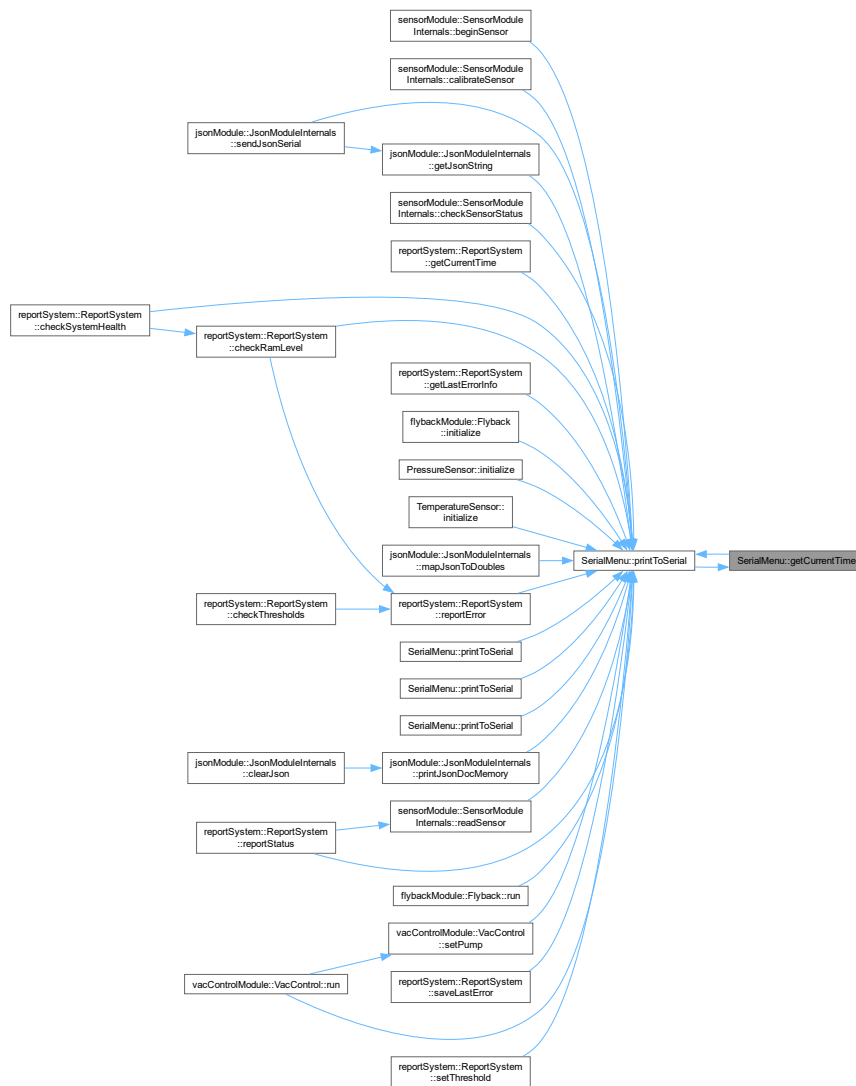 sensorModule::SensorModule
Internals::beginSensor
sensorModule::SensorModule
Internals::calibrateSensor
jsonModule::JsonModuleInternals
::sendJsonSerial
jsonModule::JsonModuleInternals
::getJsonString
sensorModule::SensorModule
Internals::checkSensorStatus
reportSystem::ReportSystem
::getCurrentTime
reportSystem::ReportSystem
::checkSystemHealth
reportSystem::ReportSystem
::checkRamLevel
reportSystem::ReportSystem
::getLastErrorInfo
flybackModule::Flyback
::initialize
PressureSensor::initialize
TemperatureSensor::
initialize
jsonModule::JsonModuleInternals
::mapJsonToDoubles
SerialMenu::printToSerial
SerialMenu::getCurrentTime
reportSystem::ReportSystem
::checkThresholds
reportSystem::ReportSystem
::reportError
SerialMenu::printToSerial
SerialMenu::printToSerial
SerialMenu::printToSerial
jsonModule::JsonModuleInternals
::clearJson
jsonModule::JsonModuleInternals
::printJsonDocMemory
sensorModule::SensorModule
Internals::readSensor
reportSystem::ReportSystem
::reportStatus
flybackModule::Flyback::run
vacControlModule::VacControl
::setPump
vacControlModule::VacControl::run
reportSystem::ReportSystem
::saveLastError
reportSystem::ReportSystem
::setThreshold